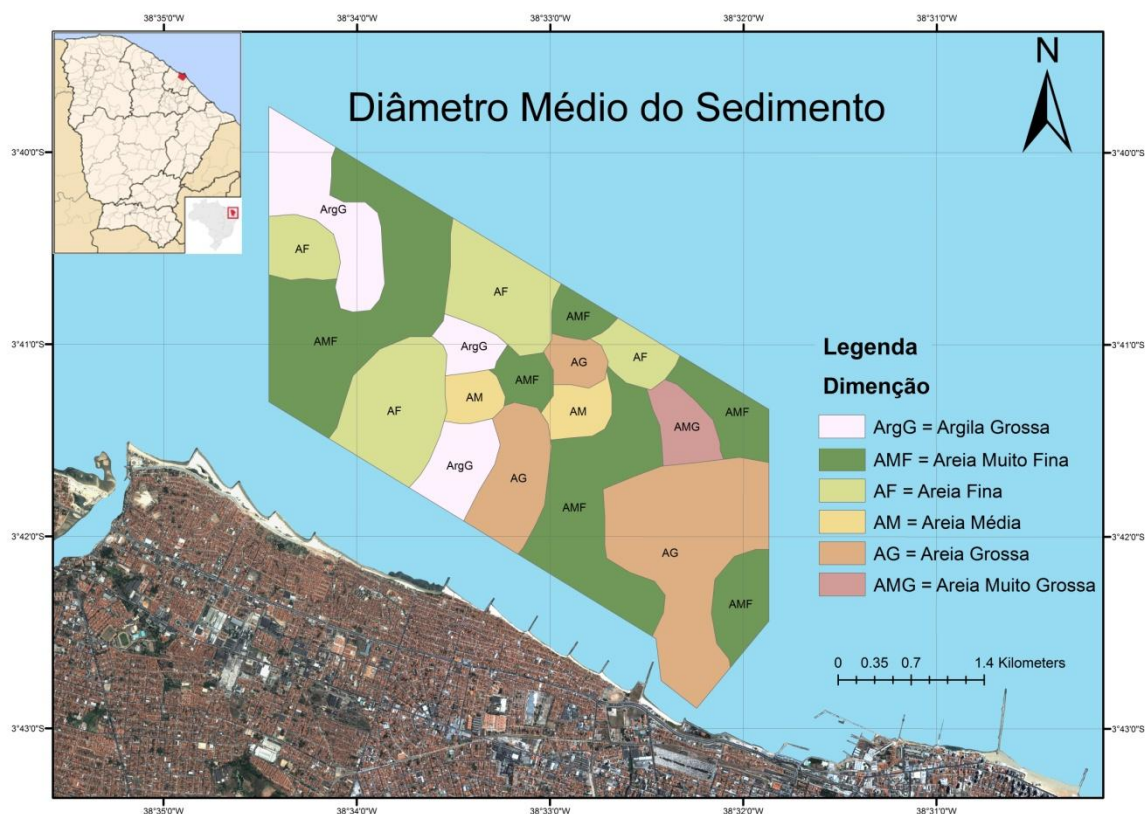 38°35'0"W 38°34'0"W 38°33'0"W 38°32'0"W 38°31'0"W
N
Diâmetro Médio do Sedimento
3°40'0"S 3°40'0"S
ArgG
AF
AF
AMF
AMF
3°41'0"S 3°41'0"S
ArgG
AG
AF
AMF
AM
AF
AM
AMF
AMG
ArgG
AG
AMF
3°42'0"S 3°42'0"S
AG
AMF
3°43'0"S 3°43'0"S
Legenda
Dimenção
ArgG = Argila Grossa
AMF = Areia Muito Fina
AF = Areia Fina
AM = Areia Média
AG = Areia Grossa
AMG = Areia Muito Grossa
0 0.35 0.7 1.4 Kilometers
38°35'0"W 38°34'0"W 38°33'0"W 38°32'0"W 38°31'0"W